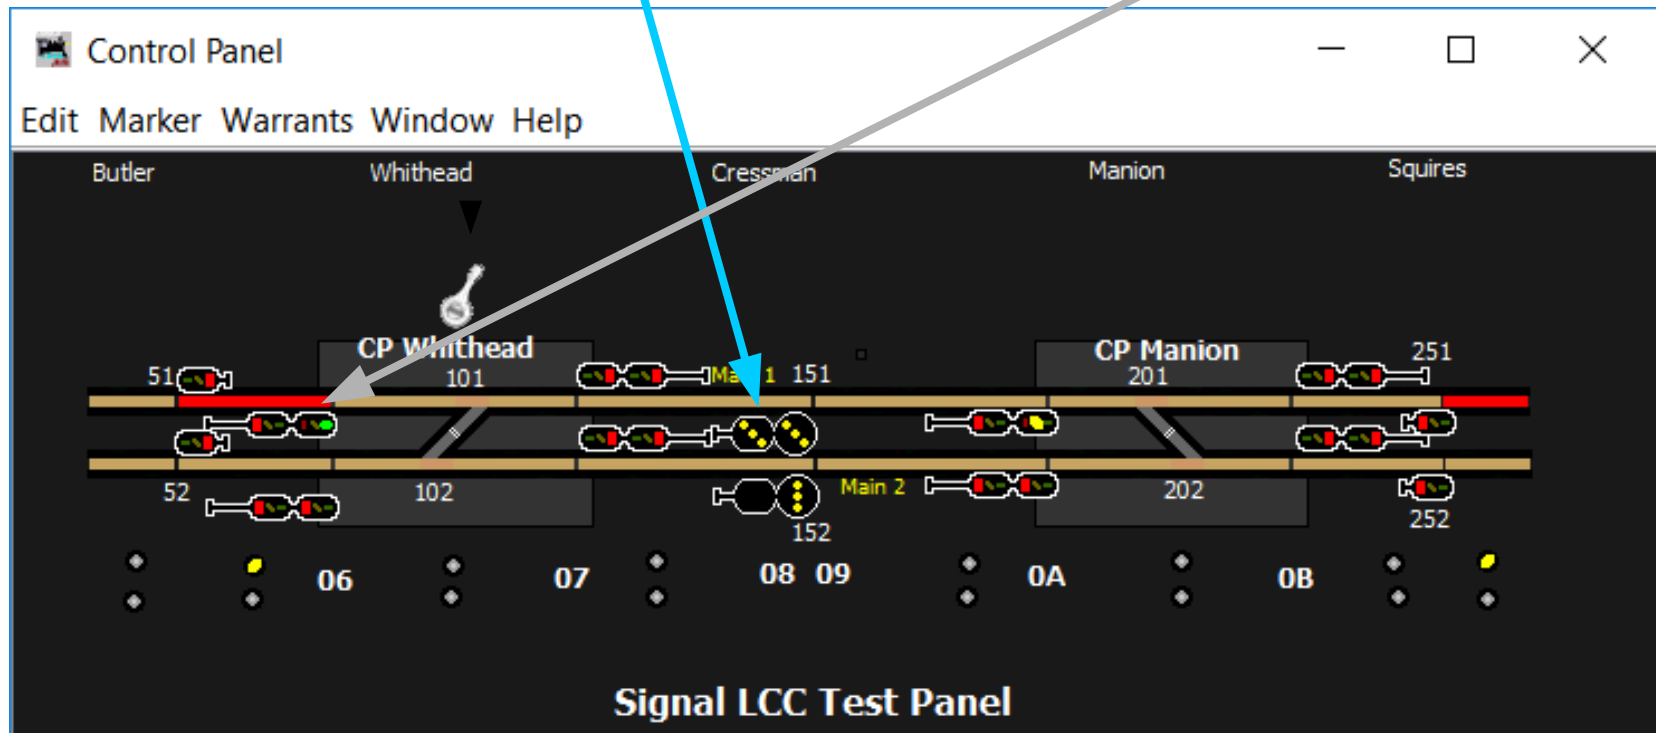 Control Panel
Edit Marker Warrants Window Help
Butler Whithead Cressman Manion Squires
CP Whithead CP Manion
51 101 Main 1 151 201 251
52 102 Main 2 152 202 252
06 07 08 09 0A 0B
Signal LCC Test Panel